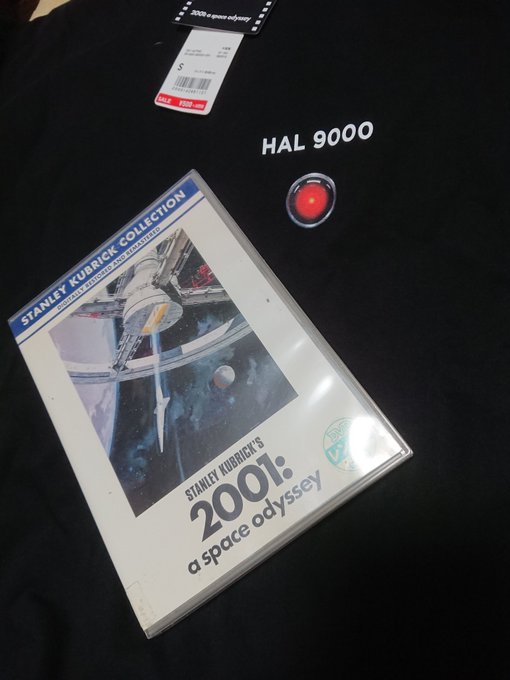 2001: a space odyssey
S
SALE
¥500
HAL 9000
STANLEY KUBRICK COLLECTION
DIGITALLY RESTORED AND REMASTERED
STANLEY KUBRICK'S
2001:
a space odyssey
DVD